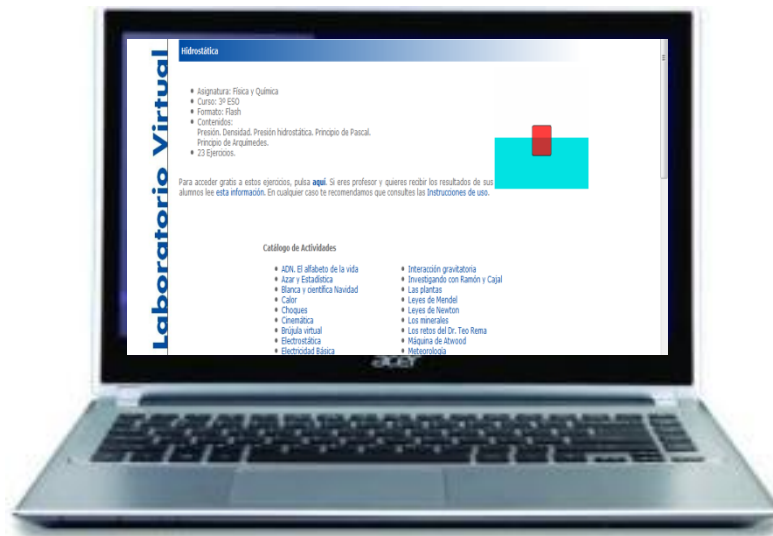 Laboratorio Virtual
Hidrostática
Asignatura: Física y Química
Curso: 3º ESO
Formato: Flash
Contenidos:
Presión. Densidad. Presión hidrostática. Principio de Pascal.
Principio de Arquímedes.
23 Ejercicios.
Para acceder gratis a estos ejercicios, pulsa aquí. Si eres profesor y quieres recibir los resultados de sus
alumnos lee esta información. En cualquier caso te recomendamos que consultes las Instrucciones de uso.
Catálogo de Actividades
ADN. El alfabeto de la vida
Azar y Estadística
Blanca y científica Navidad
Calor
Choques
Cinemática
Brújula virtual
Electrostática
Electricidad Básica
Interacción gravitatoria
Investigando con Ramón y Cajal
Las plantas
Leyes de Mendel
Leyes de Newton
Los minerales
Los retos del Dr. Teo Rema
Máquina de Atwood
Meteorología
acer